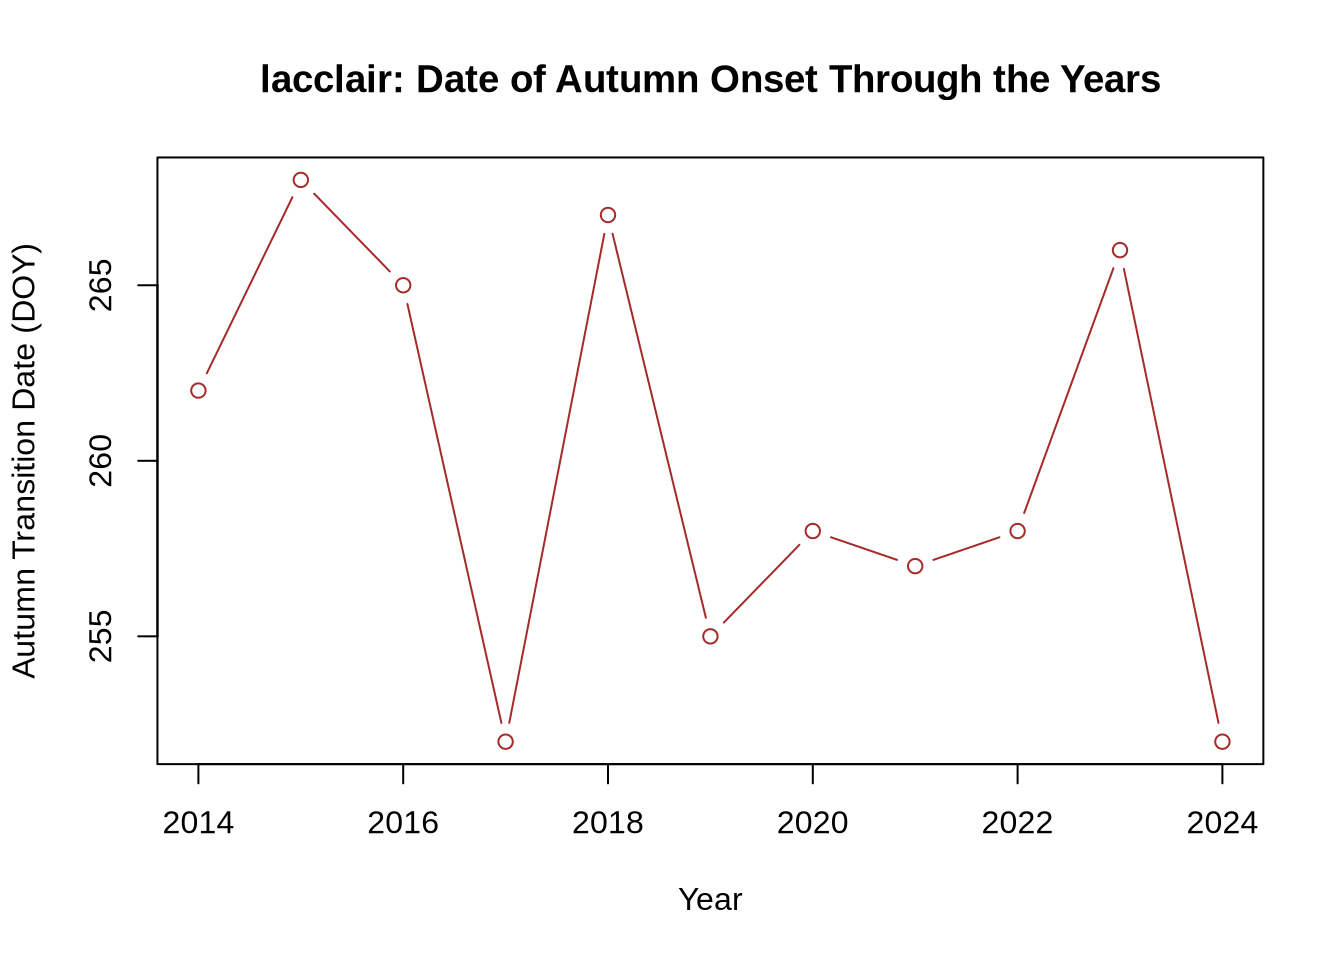 lacclair: Date of Autumn Onset Through the Years
Autumn Transition Date (DOY)
265
260
255
2014 2016 2018 2020 2022 2024
Year